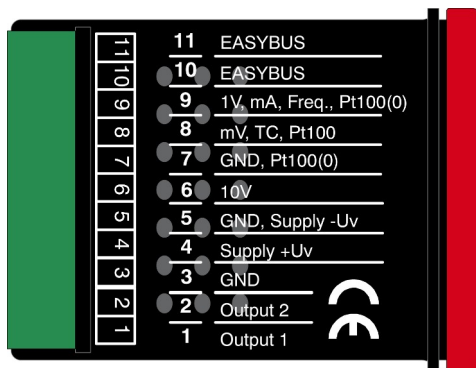 11 EASYBUS
10 EASYBUS
9 1V, mA, Freq., Pt100(0)
8 mV, TC, Pt100
7 GND, Pt100(0)
6 10V
5 GND, Supply -Uv
4 Supply +Uv
3 GND
2 Output 2
1 Output 1
11
10
9
8
7
6
5
4
3
2
1
CE